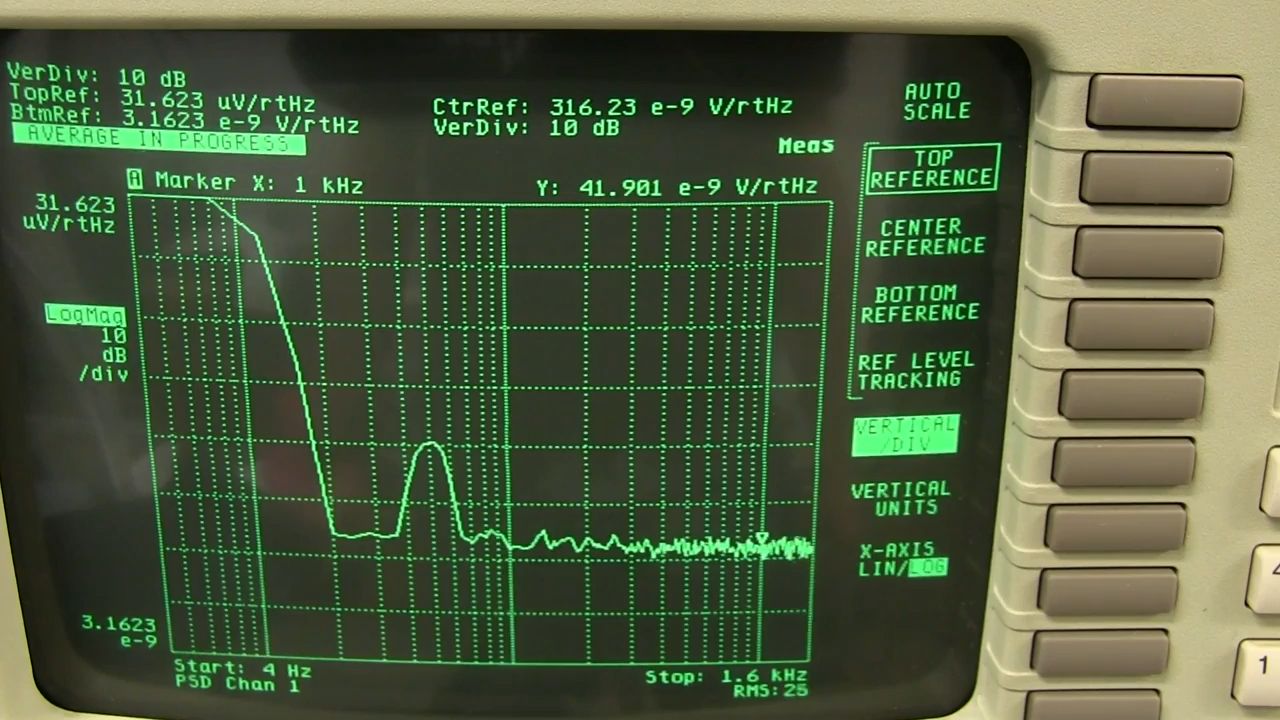 VerDiv: 10 dB
TopRef: 31.623 uV/rtHz
BtmRef: 3.1623 e-9 V/rtHz
CtrRef: 316.23 e-9 V/rtHz
VerDiv: 10 dB
AVERAGE IN PROGRESS
Meas
A Marker X: 1 kHz
Y: 41.901 e-9 V/rtHz
31.623
uV/rtHz
LogMag
10
dB
/div
3.1623
e-9
Start: 4 Hz
Stop: 1.6 kHz
PSD Chan 1
RMS:25
AUTO
SCALE
TOP
REFERENCE
CENTER
REFERENCE
BOTTOM
REFERENCE
REF LEVEL
TRACKING
VERTICAL
/DIV
VERTICAL
UNITS
X-AXIS
LIN/LOG
4
1